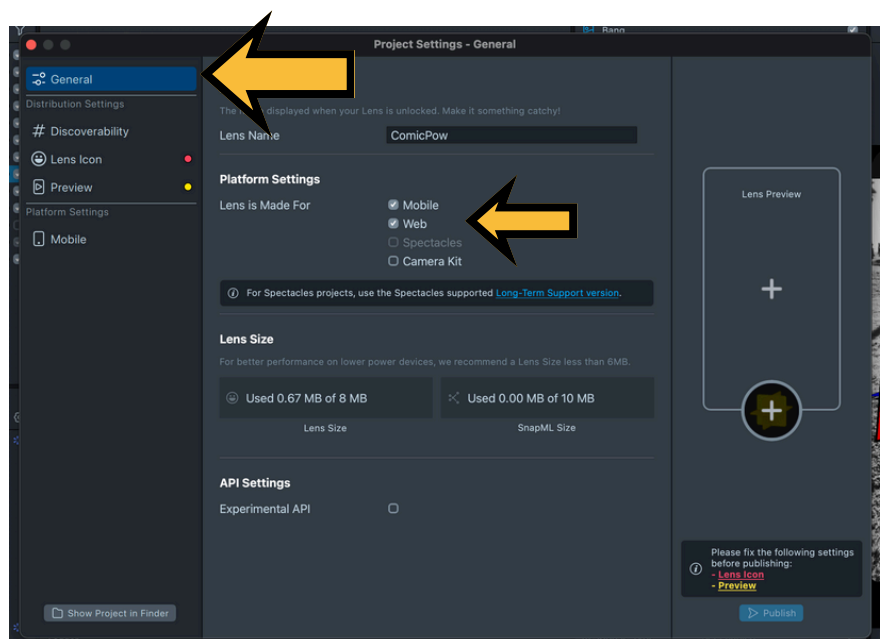 Bang
Project Settings - General
General
Distribution Settings
Discoverability
Lens Icon
Preview
Platform Settings
Mobile
Show Project in Finder
The displayed when your Lens is unlocked. Make it something catchy!
Lens Name
ComicPow
Platform Settings
Lens is Made For
Mobile
Web
Spectacles
Camera Kit
For Spectacles projects, use the Spectacles supported Long-Term Support version.
Lens Size
For better performance on lower power devices, we recommend a Lens Size less than 6MB.
Used 0.67 MB of 8 MB
Lens Size
Used 0.00 MB of 10 MB
SnapML Size
API Settings
Experimental API
Lens Preview
Please fix the following settings
before publishing:
- Lens Icon
- Preview
Publish